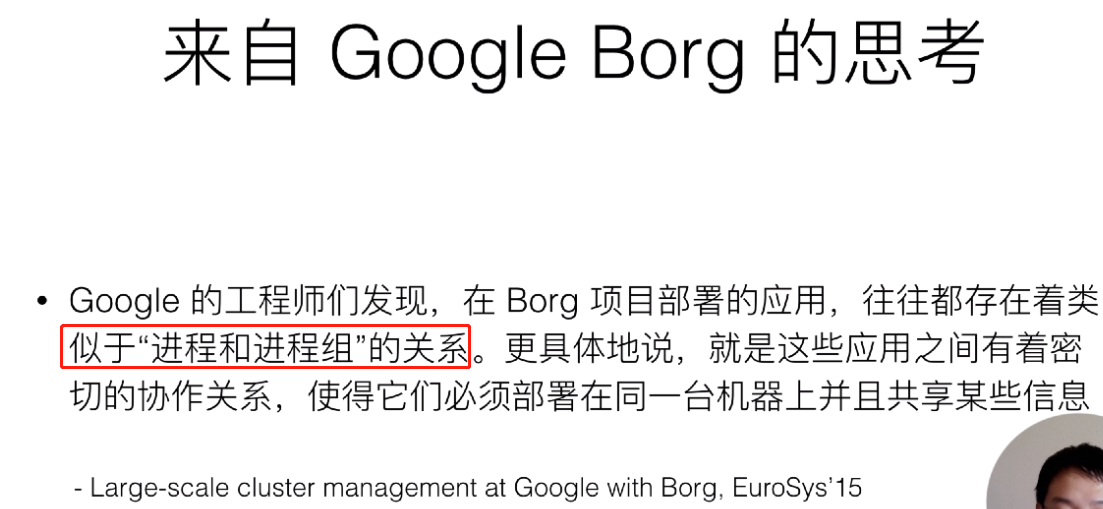 来自 Google Borg 的思考
• Google 的工程师们发现，在 Borg 项目部署的应用，往往都存在着类
似于“进程和进程组”的关系。更具体地说，就是这些应用之间有着密
切的协作关系，使得它们必须部署在同一台机器上并且共享某些信息
- Large-scale cluster management at Google with Borg, EuroSys’15